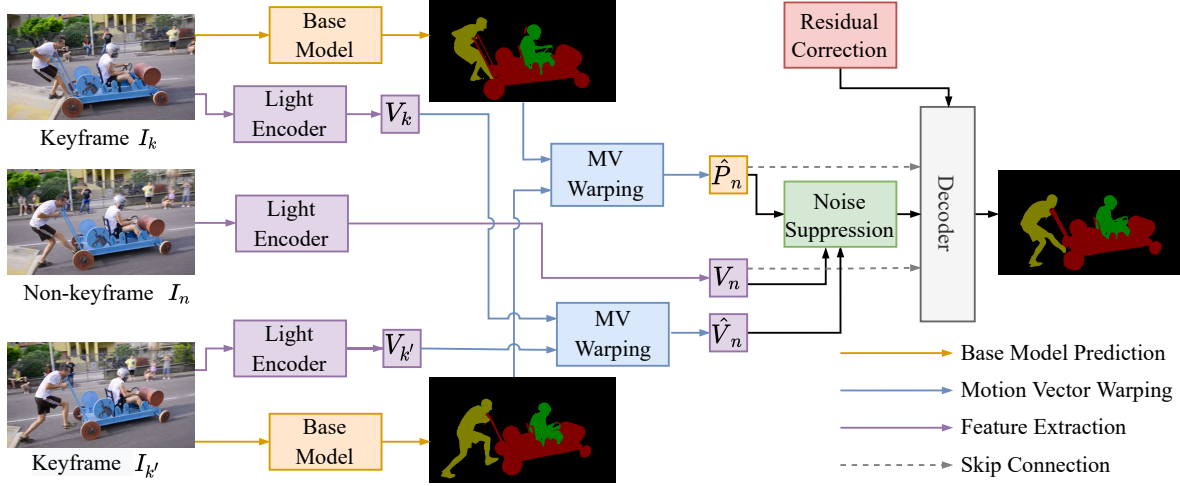 Base
Model
Residual
Correction
Light
Encoder
V_k
Keyframe I_k
MV
Warping
P̂_n
Noise
Suppression
Decoder
Light
Encoder
V_n
Non-keyframe I_n
MV
Warping
V̂_n
Light
Encoder
V_{k'}
Base
Model
Keyframe I_{k'}
Base Model Prediction
Motion Vector Warping
Feature Extraction
Skip Connection